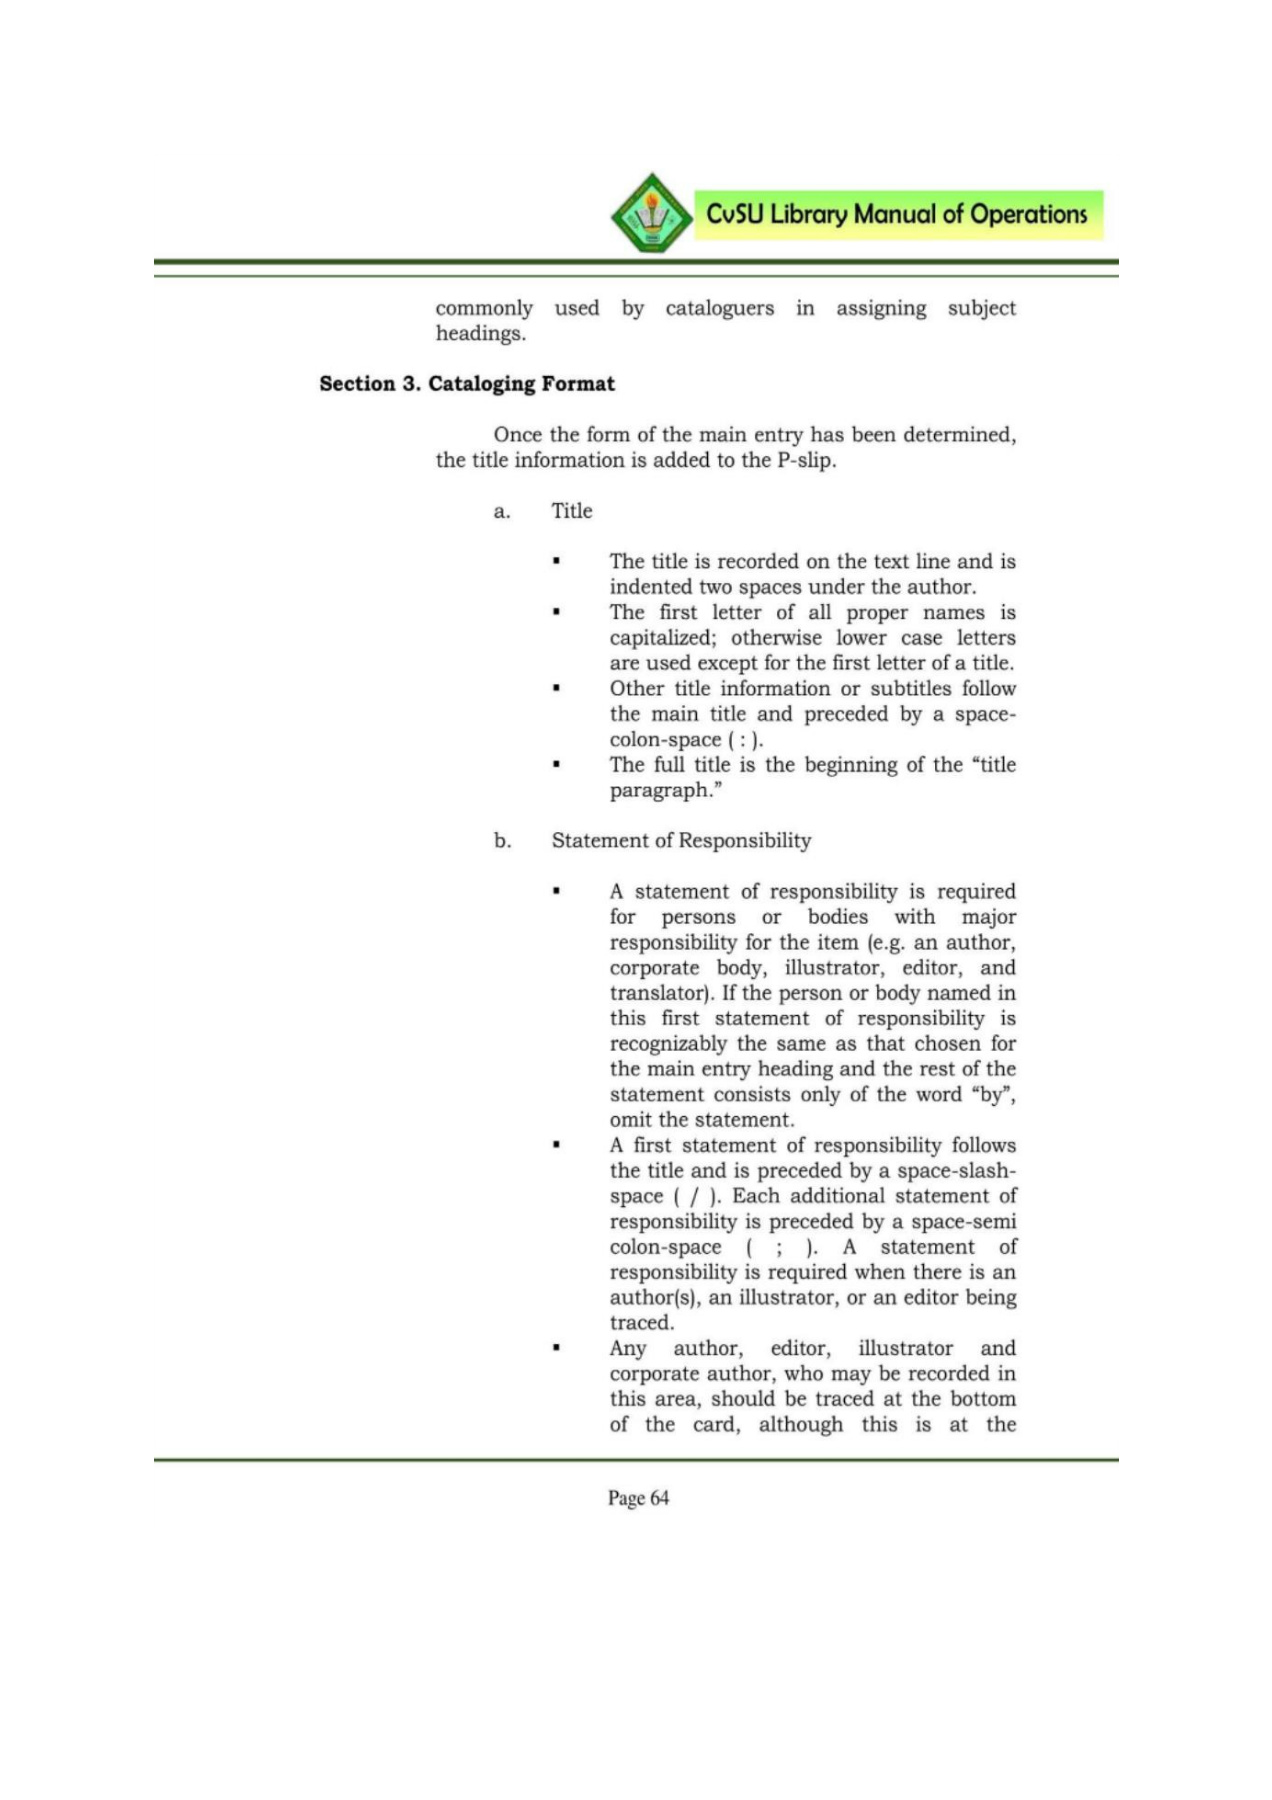 CvSU Library Manual of Operations
commonly used by cataloguers in assigning subject
headings.
Section 3. Cataloging Format
Once the form of the main entry has been determined,
the title information is added to the P-slip.
a. Title
▪ The title is recorded on the text line and is
indented two spaces under the author.
▪ The first letter of all proper names is
capitalized; otherwise lower case letters
are used except for the first letter of a title.
▪ Other title information or subtitles follow
the main title and preceded by a space-
colon-space ( : ).
▪ The full title is the beginning of the “title
paragraph.”
b. Statement of Responsibility
▪ A statement of responsibility is required
for persons or bodies with major
responsibility for the item (e.g. an author,
corporate body, illustrator, editor, and
translator). If the person or body named in
this first statement of responsibility is
recognizably the same as that chosen for
the main entry heading and the rest of the
statement consists only of the word “by”,
omit the statement.
▪ A first statement of responsibility follows
the title and is preceded by a space-slash-
space ( / ). Each additional statement of
responsibility is preceded by a space-semi
colon-space ( ; ). A statement of
responsibility is required when there is an
author(s), an illustrator, or an editor being
traced.
▪ Any author, editor, illustrator and
corporate author, who may be recorded in
this area, should be traced at the bottom
of the card, although this is at the
Page 64